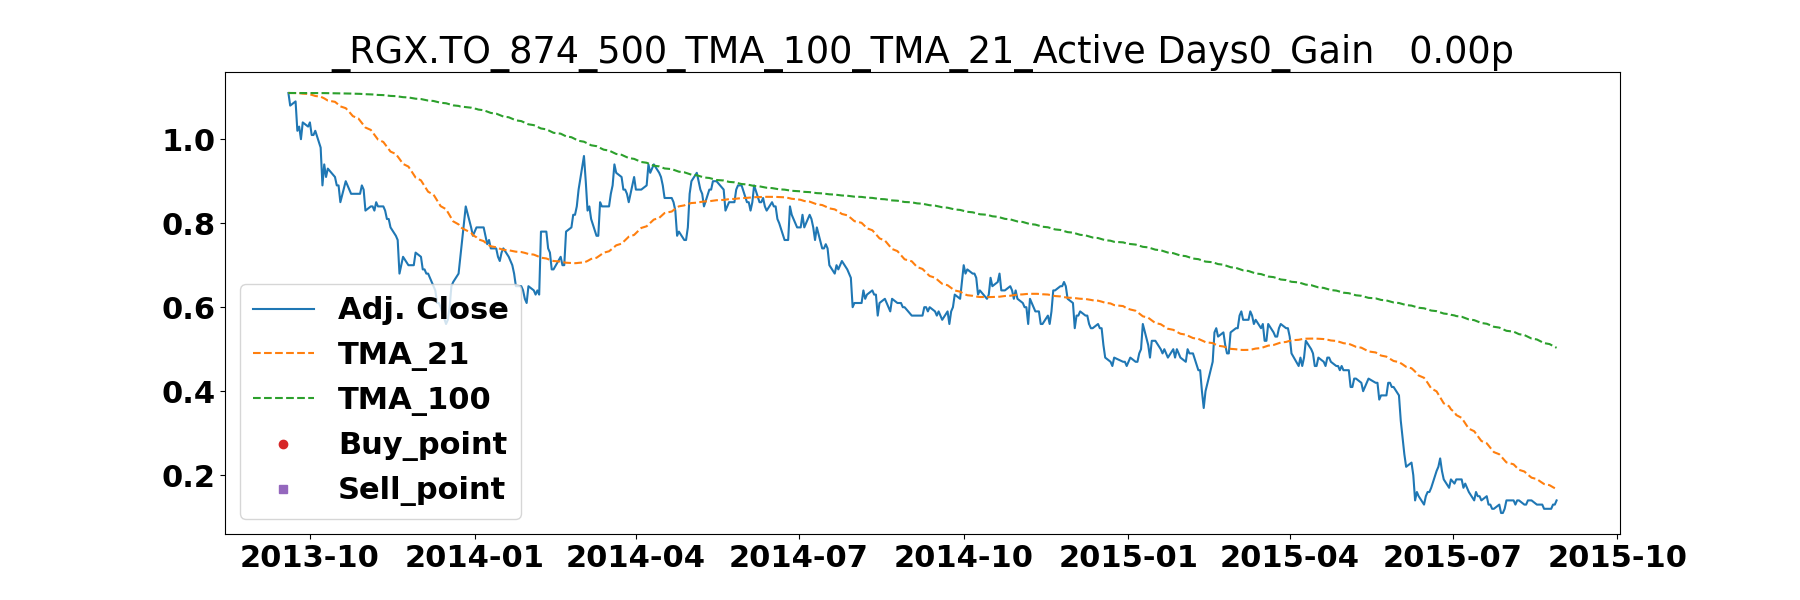 _RGX.TO_874_500_TMA_100_TMA_21_Active Days0_Gain   0.00p
1.0
0.8
0.6
0.4
0.2
Adj. Close
TMA_21
TMA_100
Buy_point
Sell_point
2013-10 2014-01 2014-04 2014-07 2014-10 2015-01 2015-04 2015-07 2015-10